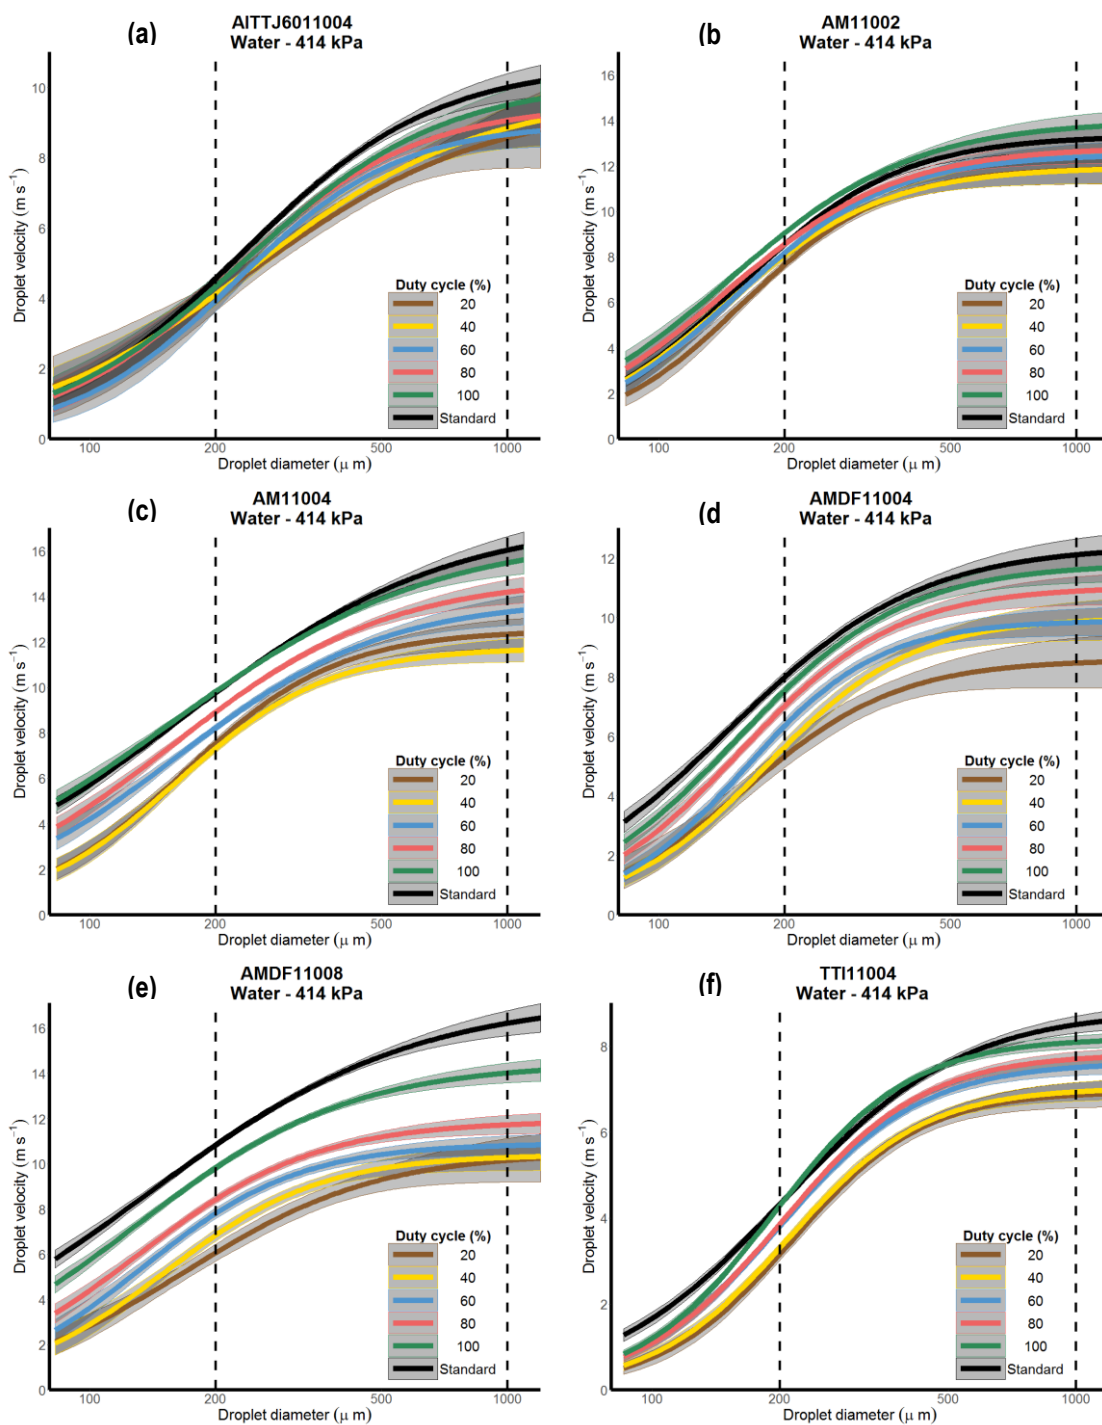 (a)
AITTJ6011004
Water - 414 kPa
Droplet velocity (m s⁻¹)
10
8
6
4
2
0
100
200
500
1000
Droplet diameter (μ m)
Duty cycle (%)
20
40
60
80
100
Standard
(b)
AM11002
Water - 414 kPa
Droplet velocity (m s⁻¹)
16
14
12
10
8
6
4
2
0
100
200
500
1000
Droplet diameter (μ m)
Duty cycle (%)
20
40
60
80
100
Standard
(c)
AM11004
Water - 414 kPa
Droplet velocity (m s⁻¹)
16
14
12
10
8
6
4
2
0
100
200
500
1000
Droplet diameter (μ m)
Duty cycle (%)
20
40
60
80
100
Standard
(d)
AMDF11004
Water - 414 kPa
Droplet velocity (m s⁻¹)
12
10
8
6
4
2
0
100
200
500
1000
Droplet diameter (μ m)
Duty cycle (%)
20
40
60
80
100
Standard
(e)
AMDF11008
Water - 414 kPa
Droplet velocity (m s⁻¹)
16
14
12
10
8
6
4
2
0
100
200
500
1000
Droplet diameter (μ m)
Duty cycle (%)
20
40
60
80
100
Standard
(f)
TTI11004
Water - 414 kPa
Droplet velocity (m s⁻¹)
8
6
4
2
0
100
200
500
1000
Droplet diameter (μ m)
Duty cycle (%)
20
40
60
80
100
Standard